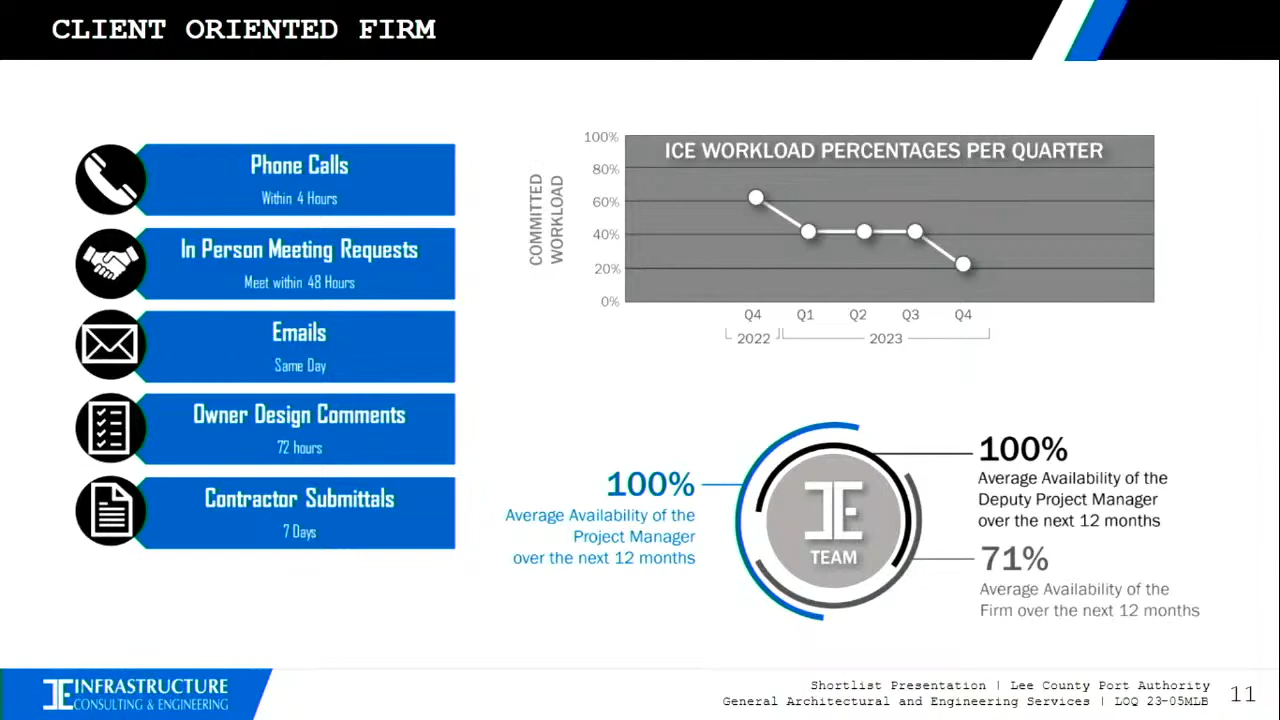 CLIENT ORIENTED FIRM
Phone Calls
Within 4 Hours
In Person Meeting Requests
Meet within 48 Hours
Emails
Same Day
Owner Design Comments
72 hours
Contractor Submittals
7 Days
ICE WORKLOAD PERCENTAGES PER QUARTER
COMMITTED
WORKLOAD
100%
80%
60%
40%
20%
0%
Q4 Q1 Q2 Q3 Q4
2022 2023
100%
Average Availability of the
Project Manager
over the next 12 months
TEAM
100%
Average Availability of the
Deputy Project Manager
over the next 12 months
71%
Average Availability of the
Firm over the next 12 months
INFRASTRUCTURE
CONSULTING & ENGINEERING
Shortlist Presentation | Lee County Port Authority
General Architectural and Engineering Services | LOQ 23-05MLB
11